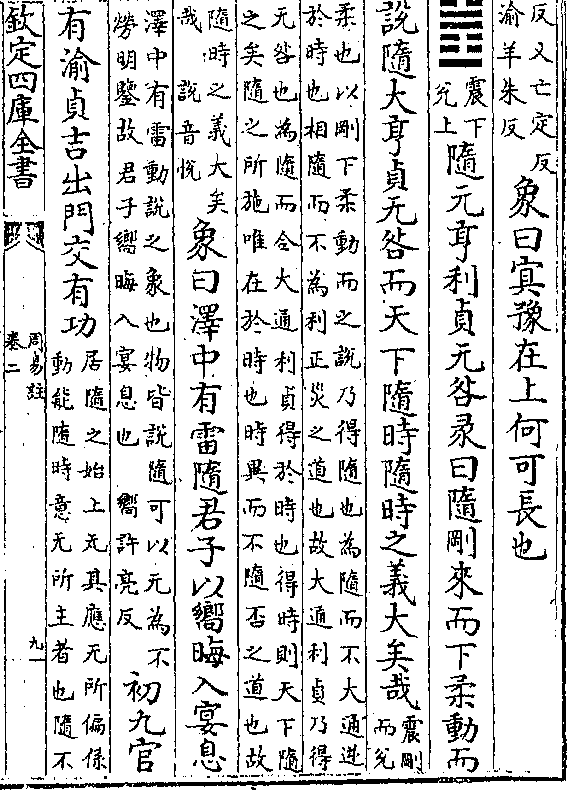 反又亡定反
渝羊朱反
象曰㝠豫在上何可長也
震下
兌上
隨元亨利貞无咎彖曰隨剛來而下柔動而
說隨大亨貞无咎而天下隨時隨時之義大矣哉
震剛
而兌
柔也以剛下柔動而之說乃得隨也為隨而不大通逆
於時也相隨而不為利正災之道也故大通利貞乃得
无咎也為隨而令大通利貞得於時也得時則天下隨
之矣隨之所施唯在於時也時異而不隨否之道也故
隨時之義大矣
哉 說音悅
象曰澤中有雷隨君子以嚮晦入宴息
澤中有雷動說之象也物皆說隨可以无為不
勞明鑒故君子嚮晦入宴息也 嚮許亮反
初九官
有渝貞吉出門交有功
居隨之始上无其應无所偏係
動能隨時意无所主者也隨不
欽定四庫全書
周易註
卷二
九